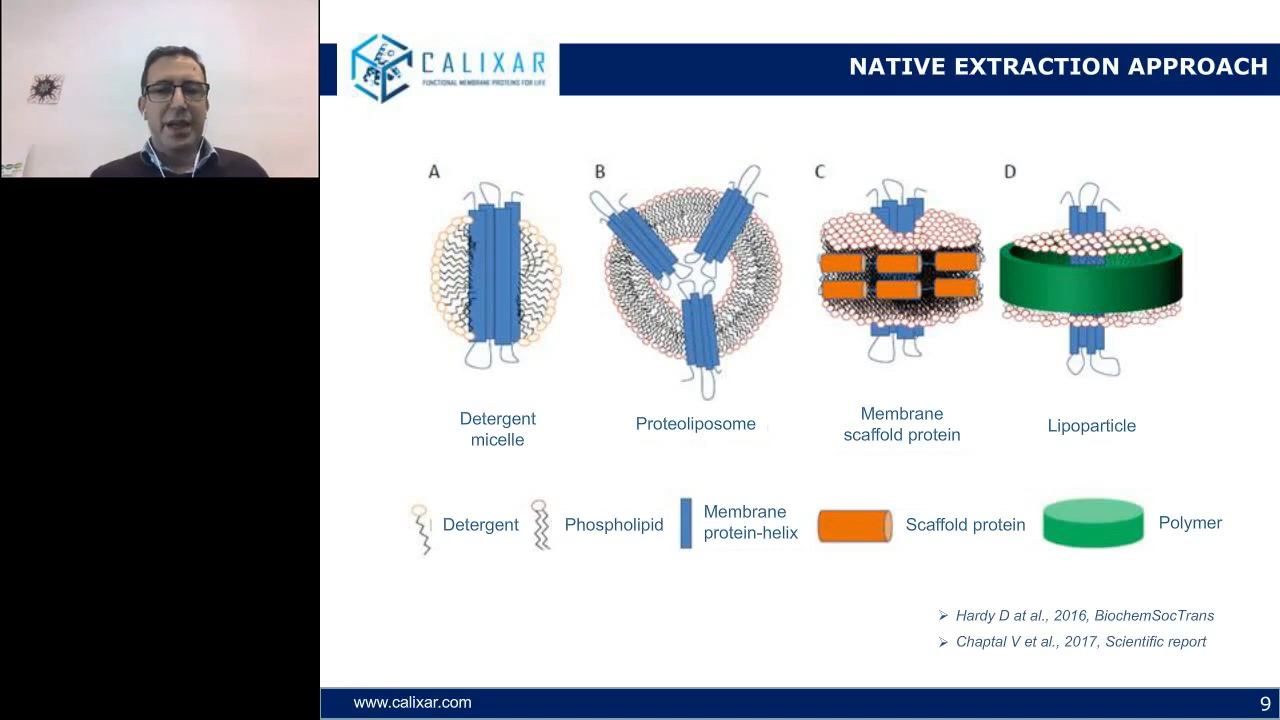 CALIXAR
FUNCTIONAL MEMBRANE PROTEINS FOR LIFE
NATIVE EXTRACTION APPROACH
A
B
C
D
Detergent
micelle
Proteoliposome
Membrane
scaffold protein
Lipoparticle
Detergent
Phospholipid
Membrane
protein-helix
Scaffold protein
Polymer
Hardy D at al., 2016, BiochemSocTrans
Chaptal V et al., 2017, Scientific report
www.calixar.com
9